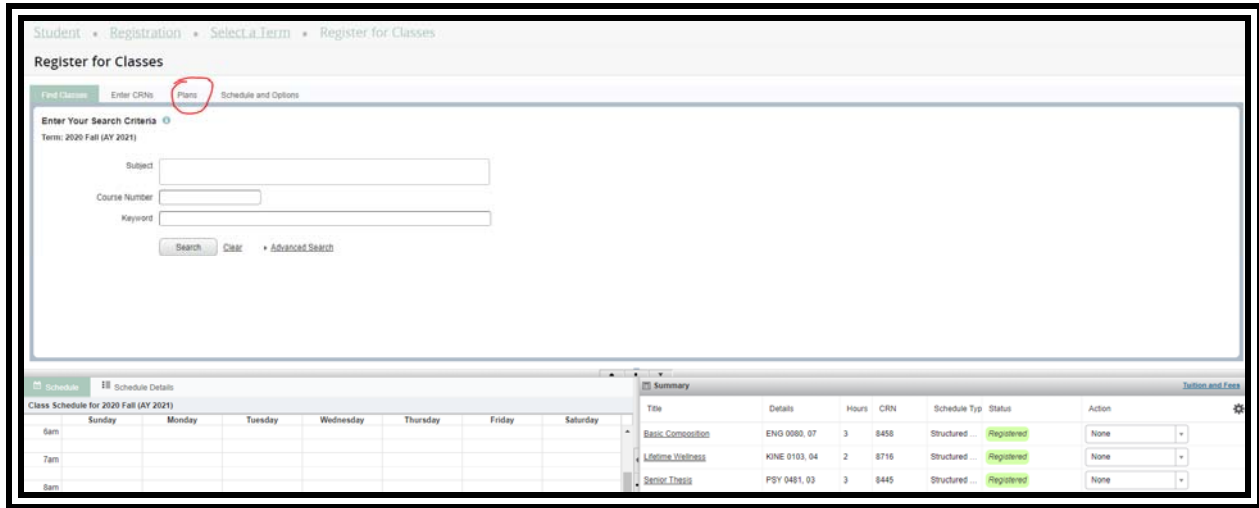 Student • Registration • Select a Term • Register for Classes
Register for Classes
Find Classes Enter CRNs Plans Schedule and Options
Enter Your Search Criteria
Term: 2020 Fall (AY 2021)
Subject
Course Number
Keyword
Search Clear Advanced Search
Schedule Schedule Details
Class Schedule for 2020 Fall (AY 2021)
Sunday Monday Tuesday Wednesday Thursday Friday Saturday
6am
7am
8am
Summary Tuition and Fees
Title Details Hours CRN Schedule Typ Status Action
Basic Composition ENG 0080, 07 3 8458 Structured ... Registered None
Lifetime Wellness KINE 0103, 04 2 8716 Structured ... Registered None
Senior Thesis PSY 0481, 03 3 8445 Structured ... Registered None